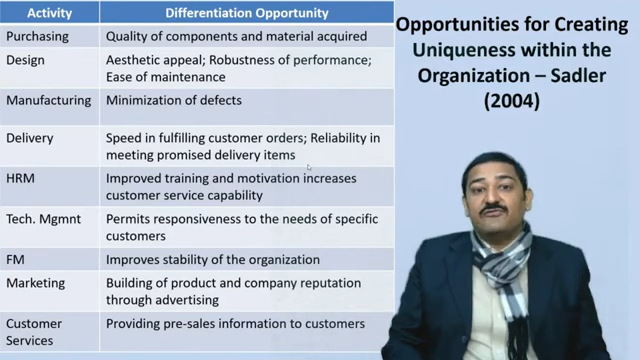 Activity Differentiation Opportunity
Purchasing Quality of components and material acquired
Design Aesthetic appeal; Robustness of performance;
Ease of maintenance
Manufacturing Minimization of defects
Delivery Speed in fulfilling customer orders; Reliability in
meeting promised delivery items
HRM Improved training and motivation increases
customer service capability
Tech. Mgmnt Permits responsiveness to the needs of specific
customers
FM Improves stability of the organization
Marketing Building of product and company reputation
through advertising
Customer Providing pre-sales information to customers
Services
Opportunities for Creating
Uniqueness within the
Organization – Sadler
(2004)